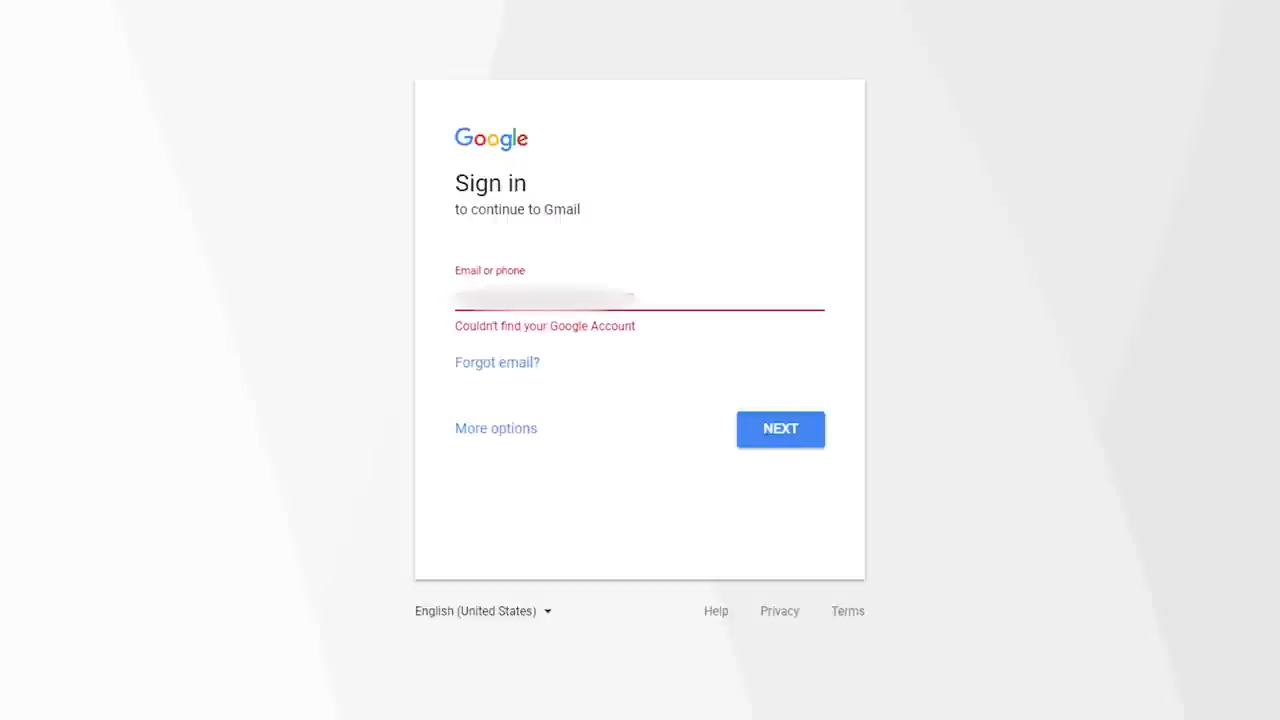 Google
Sign in
to continue to Gmail
Email or phone
Couldn't find your Google Account
Forgot email?
More options
NEXT
English (United States)
Help Privacy Terms